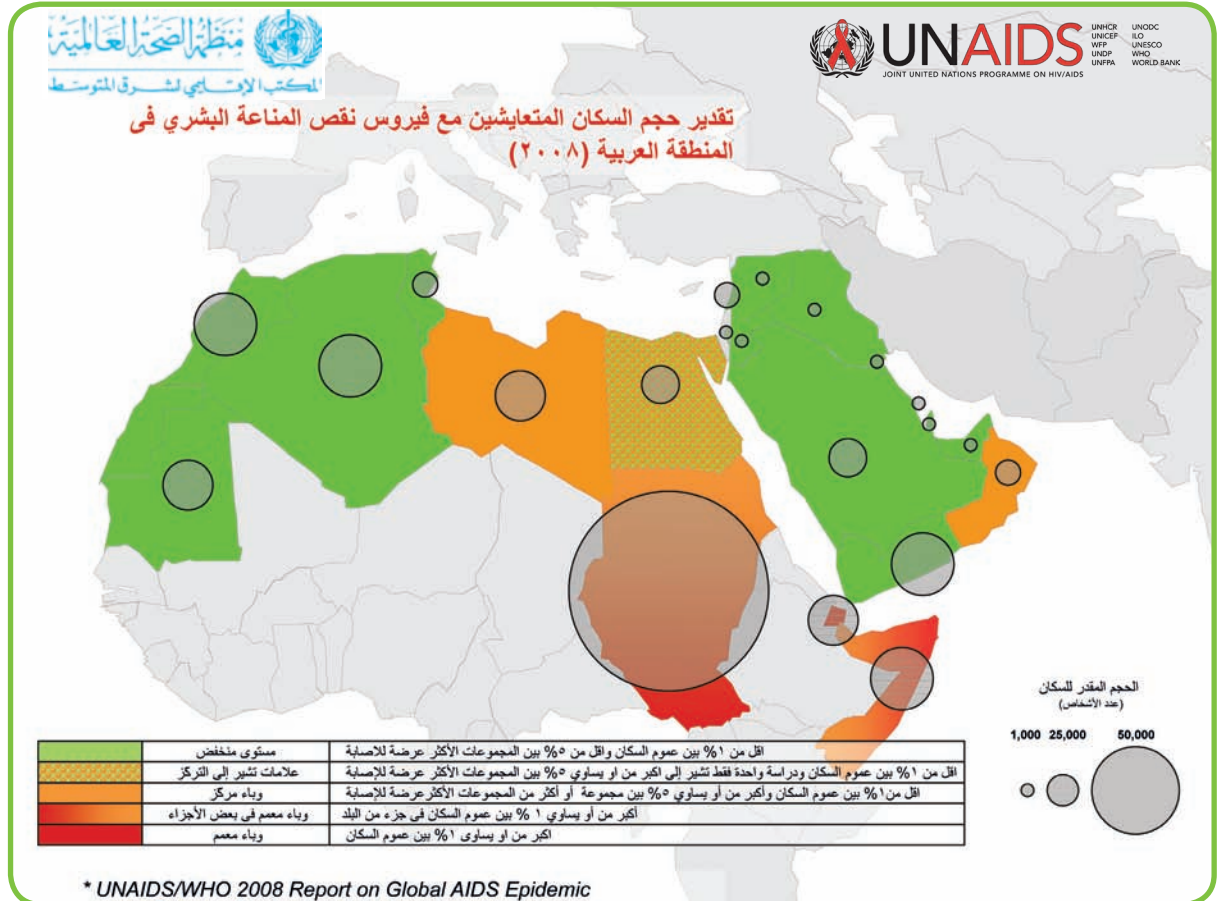 منظمة الصحة العالمية
المكتب الإقليمي لشرق المتوسط
UNAIDS
JOINT UNITED NATIONS PROGRAMME ON HIV/AIDS
UNHCR
UNICEF
WFP
UNDP
UNFPA
UNODC
ILO
UNESCO
WHO
WORLD BANK
تقدير حجم السكان المتعايشين مع فيروس نقص المناعة البشري فى
المنطقة العربية (٢٠٠٨)
الحجم المقدر للسكان
(عدد الأشخاص)
1,000 25,000 50,000
مستوى منخفض اقل من ١% بين عموم السكان واقل من ٥% بين المجموعات الأكثر عرضة للاصابة
علامات تشير إلى التركز اقل من ١% بين عموم السكان ودراسة واحدة فقط تشير إلى اكبر من او يساوي ٥% بين المجموعات الأكثر عرضة للإصابة
وباء مركز اقل من١% بين عموم السكان وأكبر من أو يساوي ٥% بين مجموعة أو أكثر من المجموعات الأكثر عرضة للإصابة
وباء معمم فى بعض الأجزاء أكبر من أو يساوي ١ % بين عموم السكان فى جزء من البلد
وباء معمم اكبر من او يساوى ١% بين عموم السكان
* UNAIDS/WHO 2008 Report on Global AIDS Epidemic